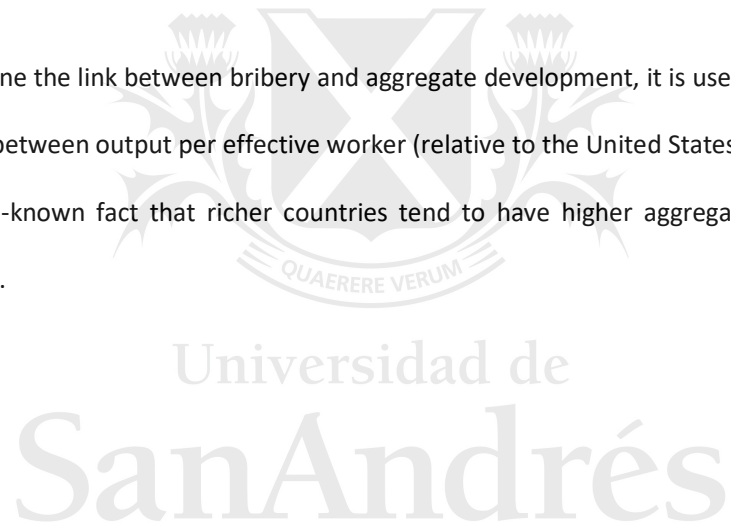 ne the link between bribery and aggregate development, it is use
between output per effective worker (relative to the United States
-known fact that richer countries tend to have higher aggrega
.
QUAERERE VERUM
Universidad de
SanAndrés